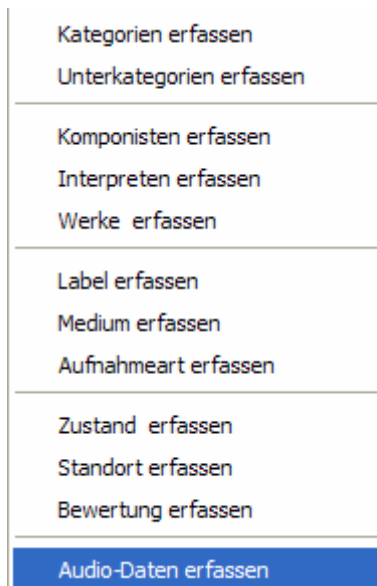 Kategorien erfassen
Unterkategorien erfassen
Komponisten erfassen
Interpreten erfassen
Werke  erfassen
Label erfassen
Medium erfassen
Aufnahmeart erfassen
Zustand  erfassen
Standort erfassen
Bewertung erfassen
Audio-Daten erfassen